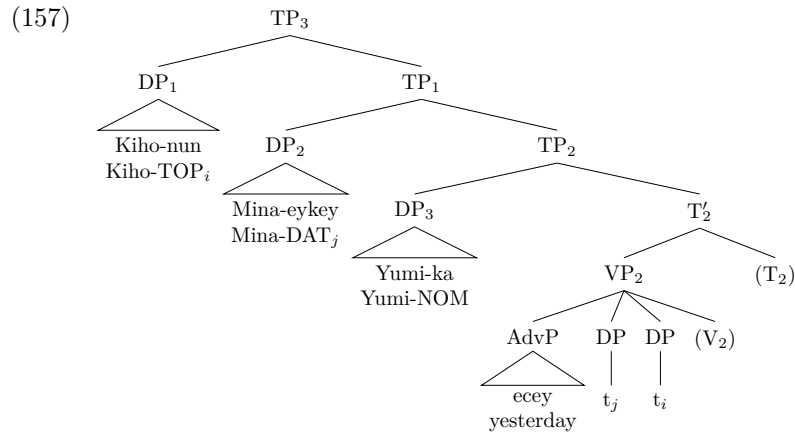 (157)
TP₃
DP₁ TP₁
Kiho-nun
Kiho-TOPᵢ
DP₂ TP₂
Mina-eykey
Mina-DATⱼ
DP₃ T′₂
Yumi-ka
Yumi-NOM
VP₂ (T₂)
AdvP DP DP (V₂)
ecey
yesterday
tⱼ tᵢ